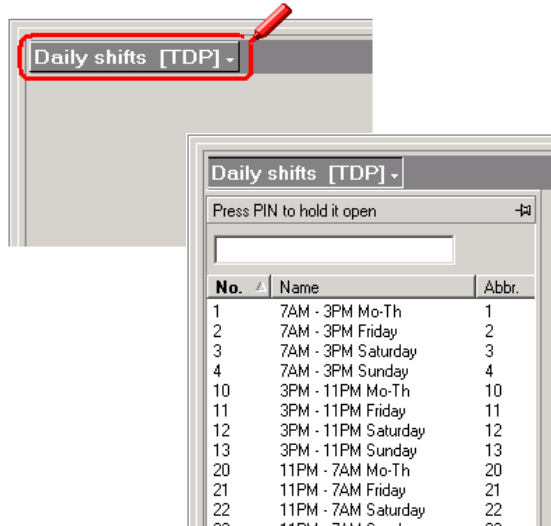 Daily shifts [TDP]
Daily shifts [TDP]
Press PIN to hold it open
No. Name Abbr.
1 7AM - 3PM Mo-Th 1
2 7AM - 3PM Friday 2
3 7AM - 3PM Saturday 3
4 7AM - 3PM Sunday 4
10 3PM - 11PM Mo-Th 10
11 3PM - 11PM Friday 11
12 3PM - 11PM Saturday 12
13 3PM - 11PM Sunday 13
20 11PM - 7AM Mo-Th 20
21 11PM - 7AM Friday 21
22 11PM - 7AM Saturday 22